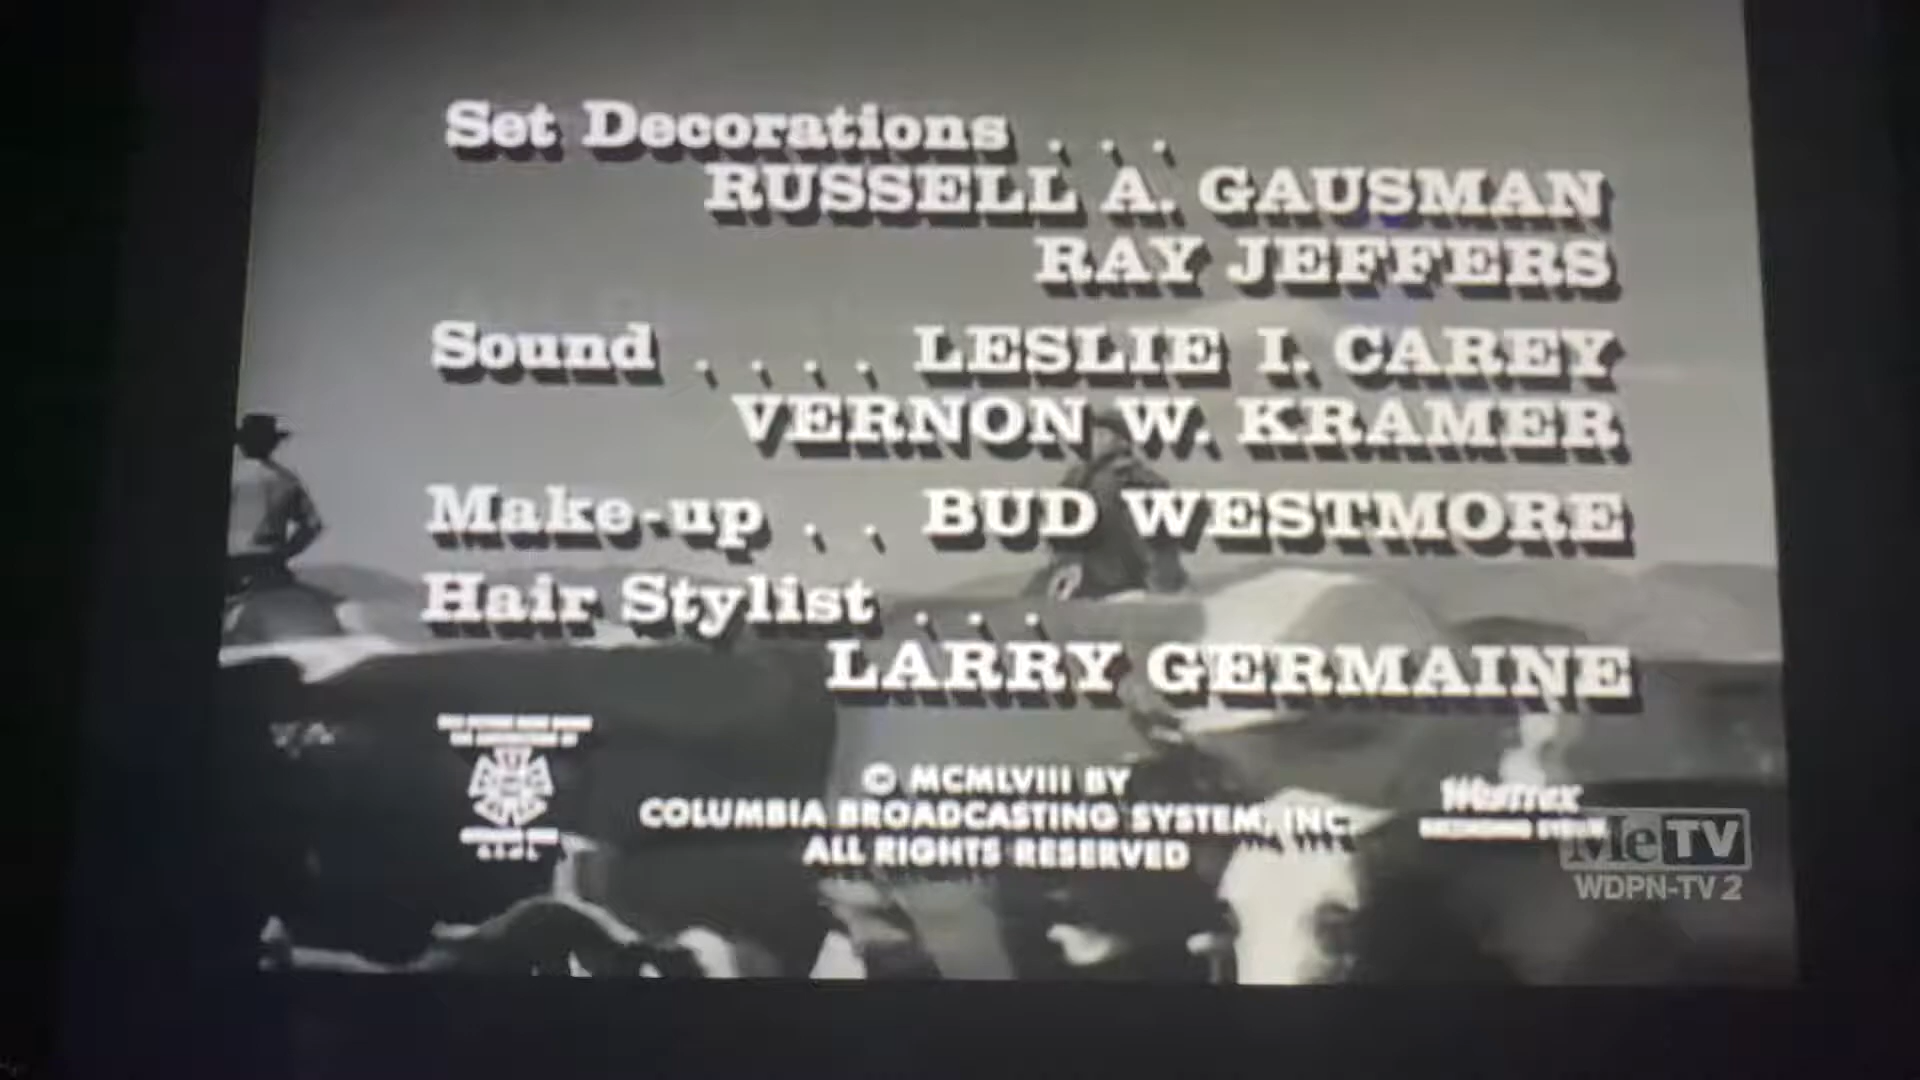 Set Decorations . . .
RUSSELL A. GAUSMAN
RAY JEFFERS
Sound . . . . LESLIE I. CAREY
VERNON W. KRAMER
Make-up . . BUD WESTMORE
Hair Stylist . . .
LARRY GERMAINE
© MCMLVIII BY
COLUMBIA BROADCASTING SYSTEM, INC.
ALL RIGHTS RESERVED
MeTV
WDPN-TV 2